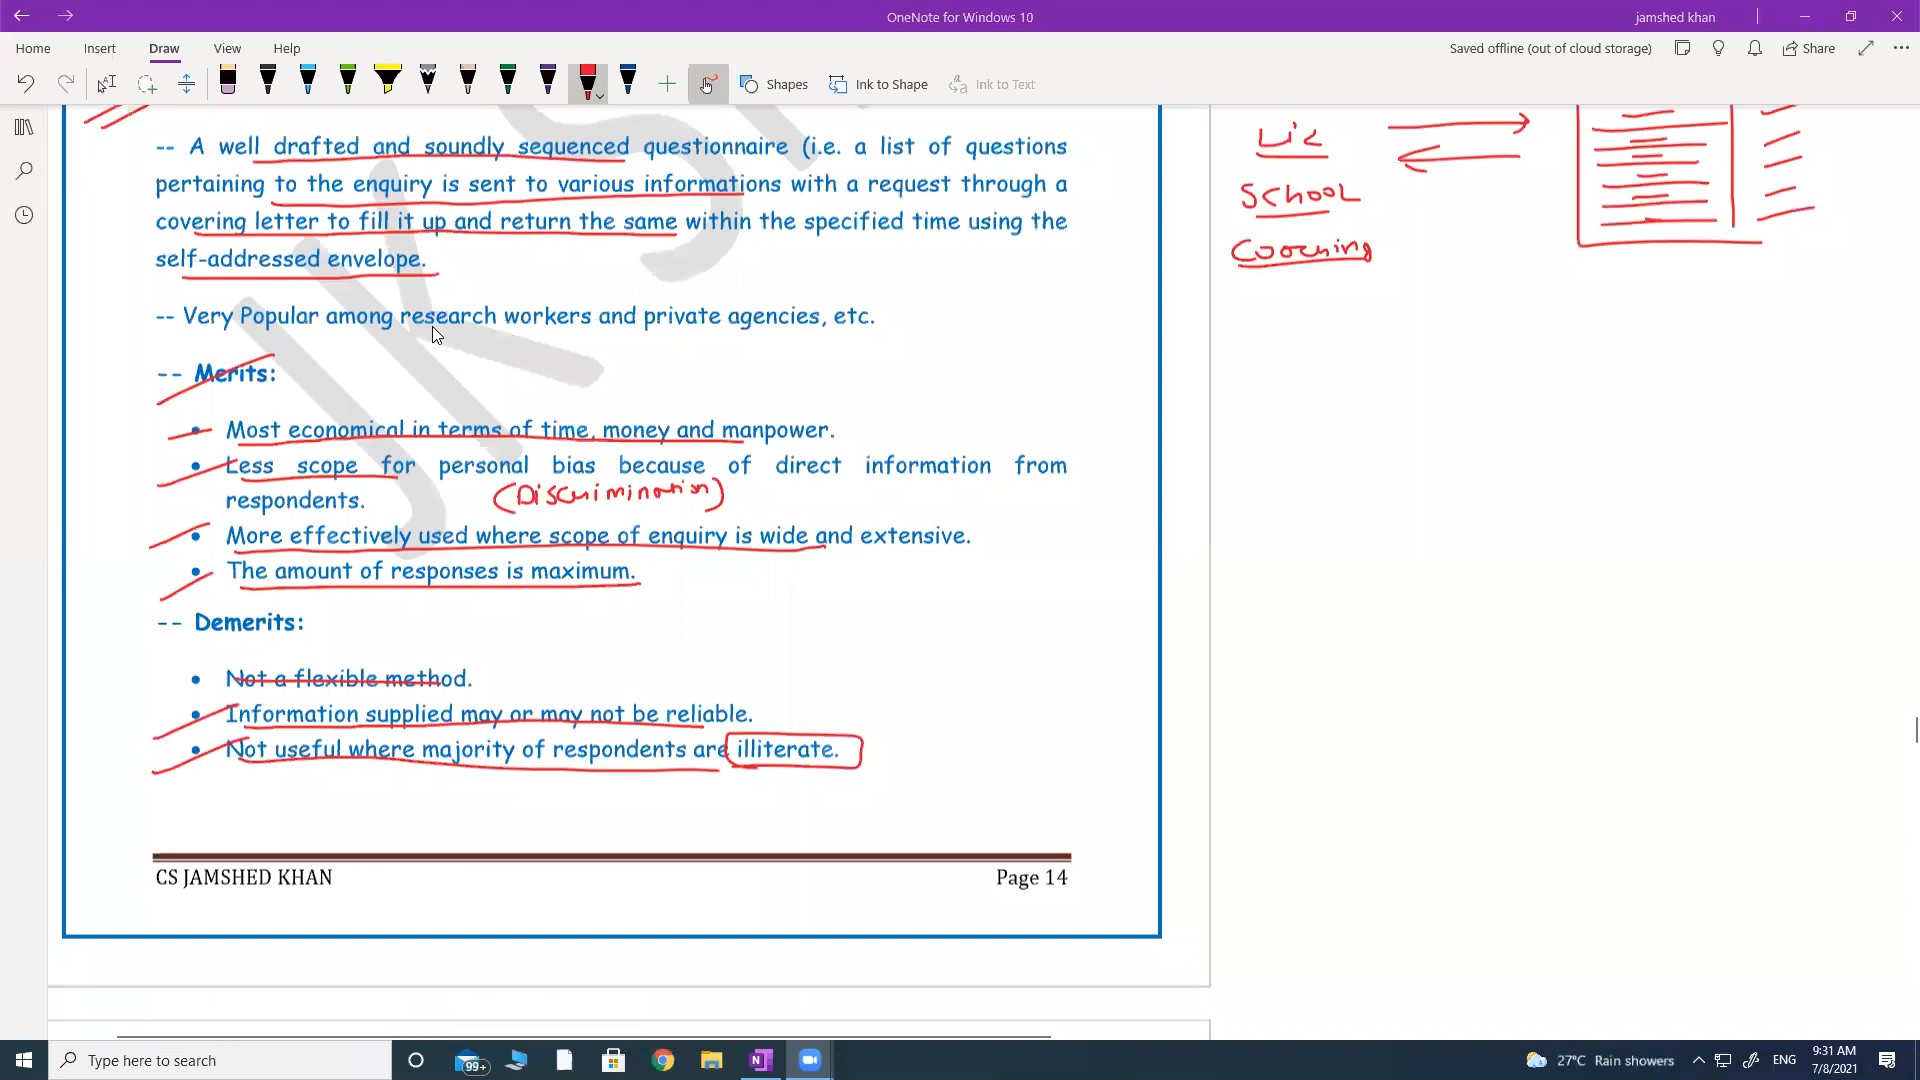 OneNote for Windows 10
jamshed khan
Home Insert Draw View Help
Saved offline (out of cloud storage)
Share
Shapes
Ink to Shape
Ink to Text
-- A well drafted and soundly sequenced questionnaire (i.e. a list of questions
pertaining to the enquiry is sent to various informations with a request through a
covering letter to fill it up and return the same within the specified time using the
self-addressed envelope.
-- Very Popular among research workers and private agencies, etc.
-- Merits:
• Most economical in terms of time, money and manpower.
• Less scope for personal bias because of direct information from
respondents.
(Discrimination)
• More effectively used where scope of enquiry is wide and extensive.
• The amount of responses is maximum.
-- Demerits:
• Not a flexible method.
• Information supplied may or may not be reliable.
• Not useful where majority of respondents are illiterate.
CS JAMSHED KHAN
Page 14
School
JKS
Type here to search
99+
27°C Rain showers
ENG
9:31 AM
7/8/2021